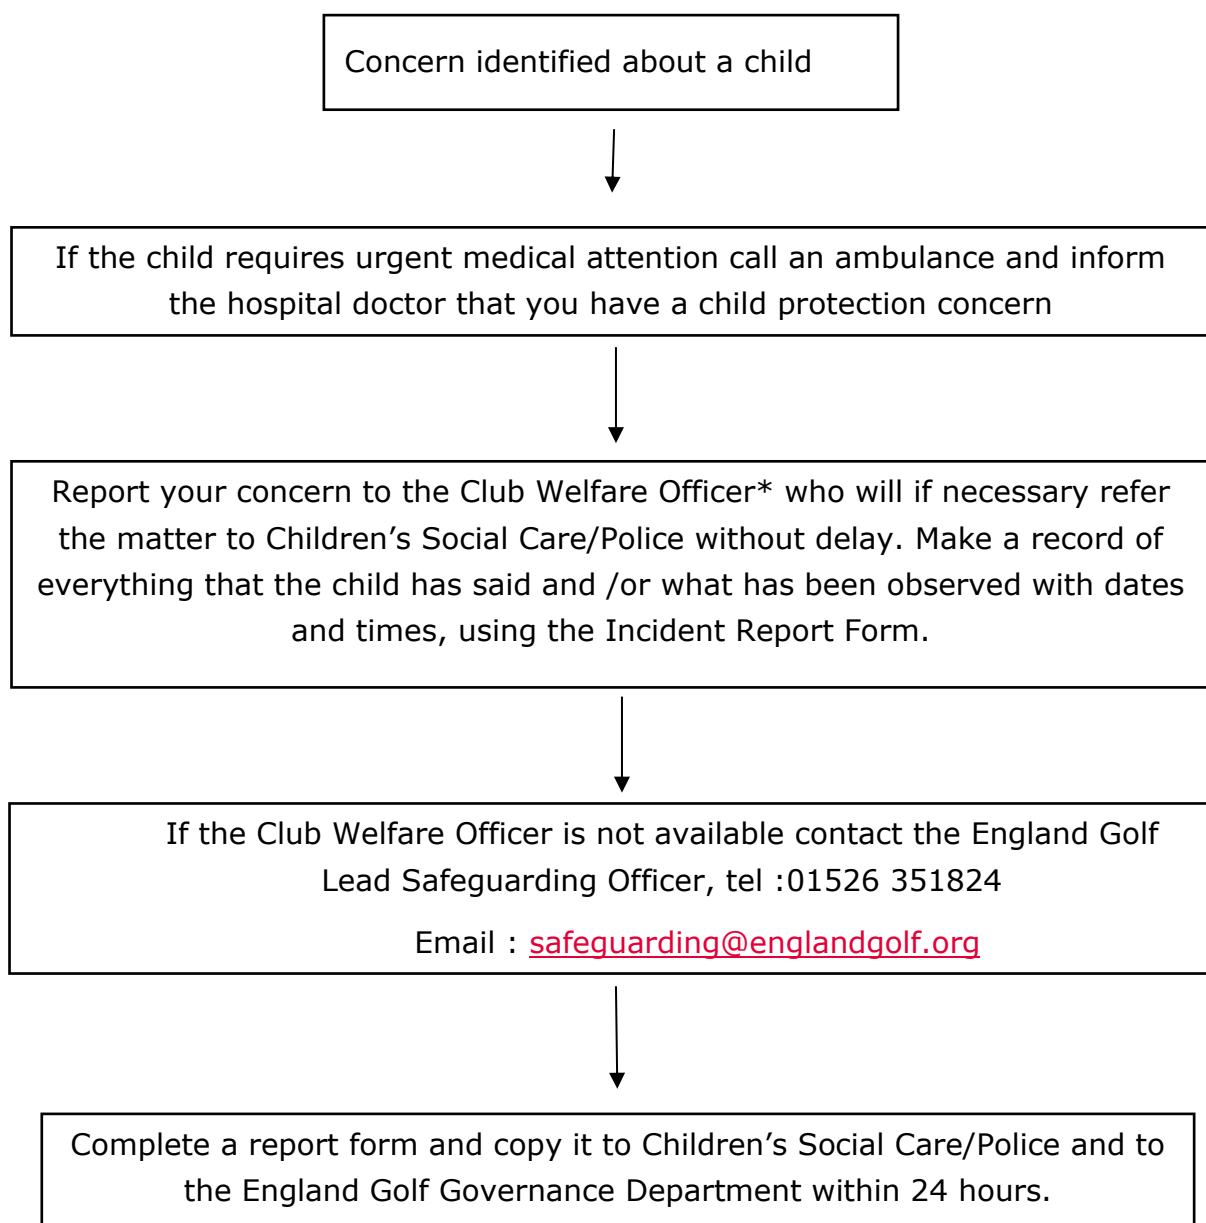 Concern identified about a child
If the child requires urgent medical attention call an ambulance and inform
the hospital doctor that you have a child protection concern
Report your concern to the Club Welfare Officer* who will if necessary refer
the matter to Children’s Social Care/Police without delay. Make a record of
everything that the child has said and /or what has been observed with dates
and times, using the Incident Report Form.
If the Club Welfare Officer is not available contact the England Golf
Lead Safeguarding Officer, tel :01526 351824
Email : safeguarding@englandgolf.org
Complete a report form and copy it to Children’s Social Care/Police and to
the England Golf Governance Department within 24 hours.